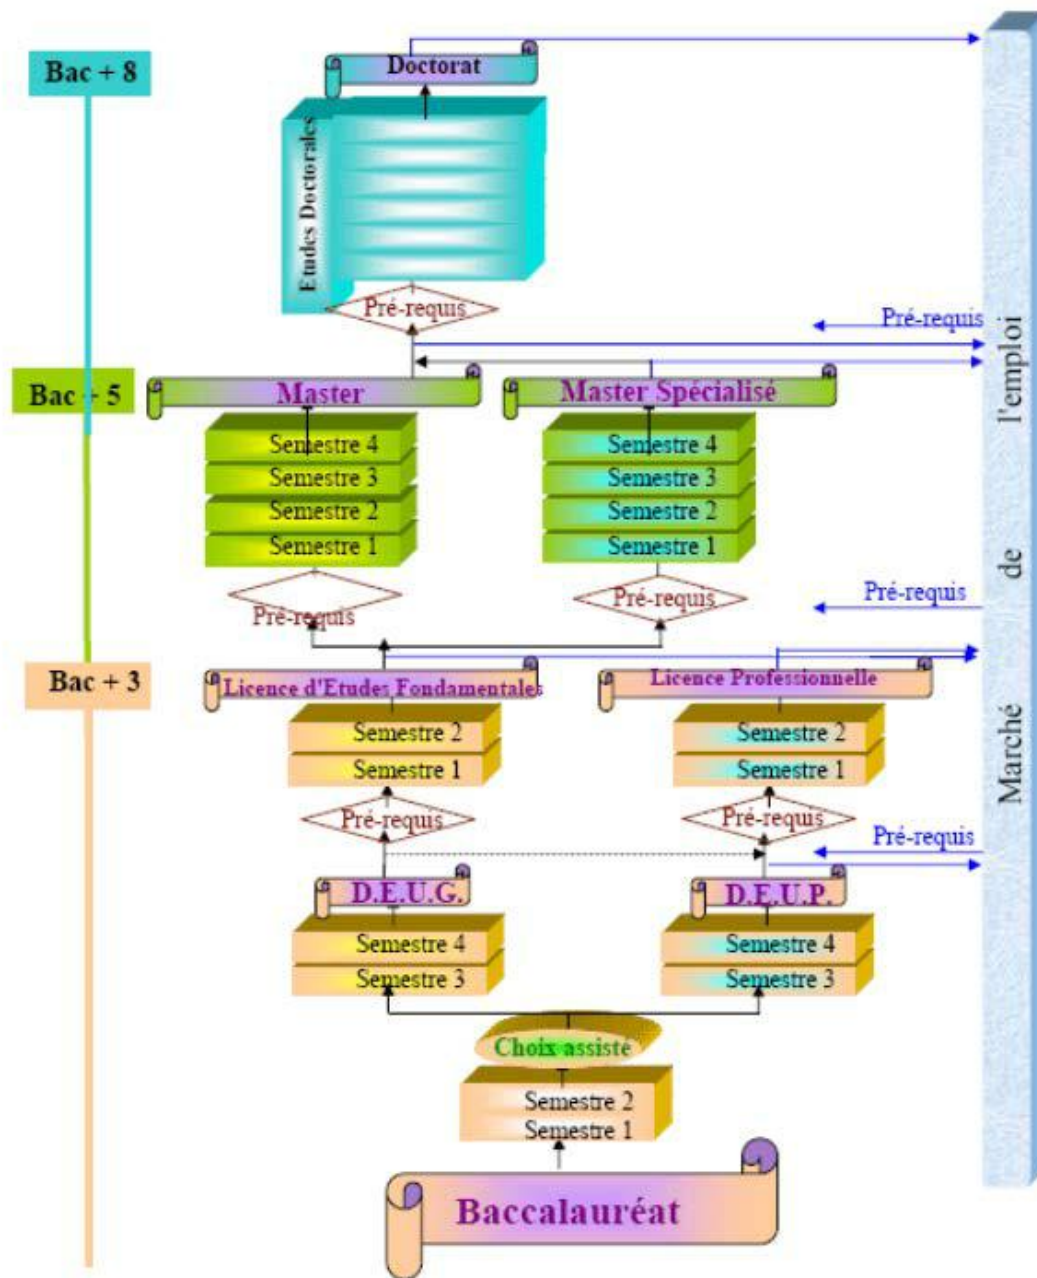 Doctorat
Bac + 8
Etudes Doctorales
Pré-requis
Pré-requis
Bac + 5
Master
Master Spécialisé
Semestre 4
Semestre 3
Semestre 2
Semestre 1
Semestre 4
Semestre 3
Semestre 2
Semestre 1
Pré-requis
Pré-requis
Pré-requis
Bac + 3
Licence d'Etudes Fondamentales
Licence Professionnelle
Semestre 2
Semestre 1
Semestre 2
Semestre 1
Pré-requis
Pré-requis
Pré-requis
D.E.U.G.
D.E.U.P.
Semestre 4
Semestre 3
Semestre 4
Semestre 3
Choix assisté
Semestre 2
Semestre 1
Baccalauréat
Marché de l'emploi